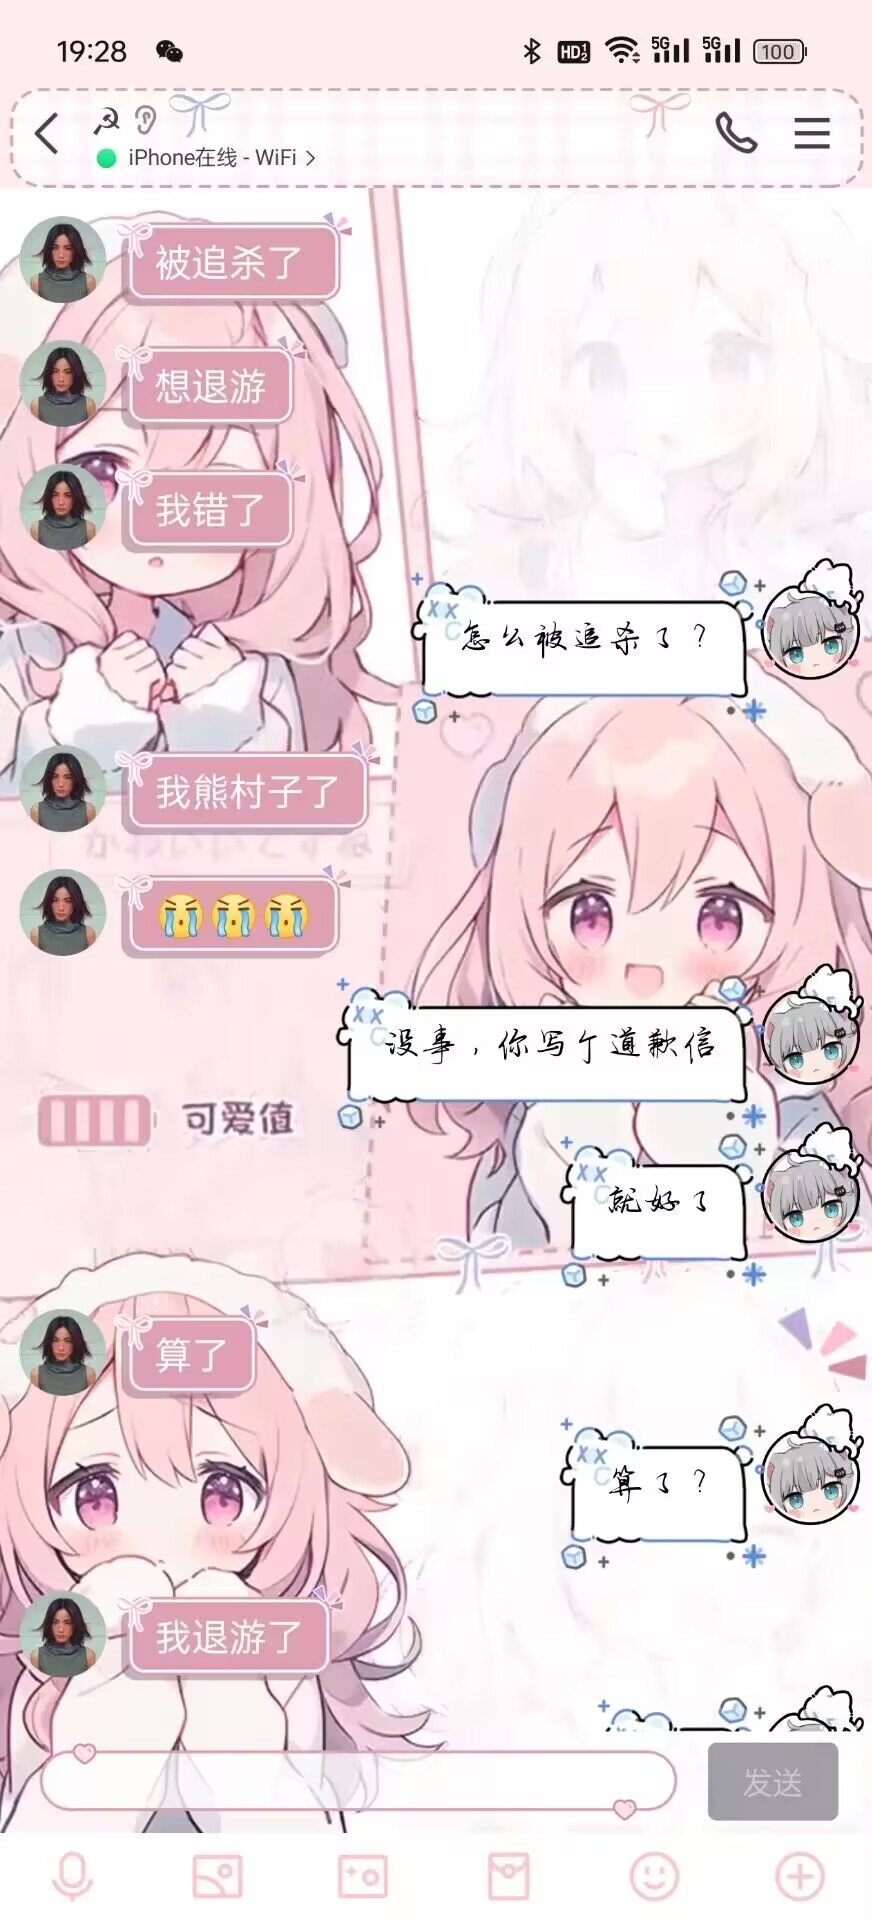 19:28
HD 1 2 5G 5G 100
☭👂
iPhone在线 - WiFi >
被追杀了
想退游
我错了
怎么被追杀了？
我熊村子了
😭😭😭
没事，你写个道歉信
可爱值
就好了
算了
算了？
我退游了
发送